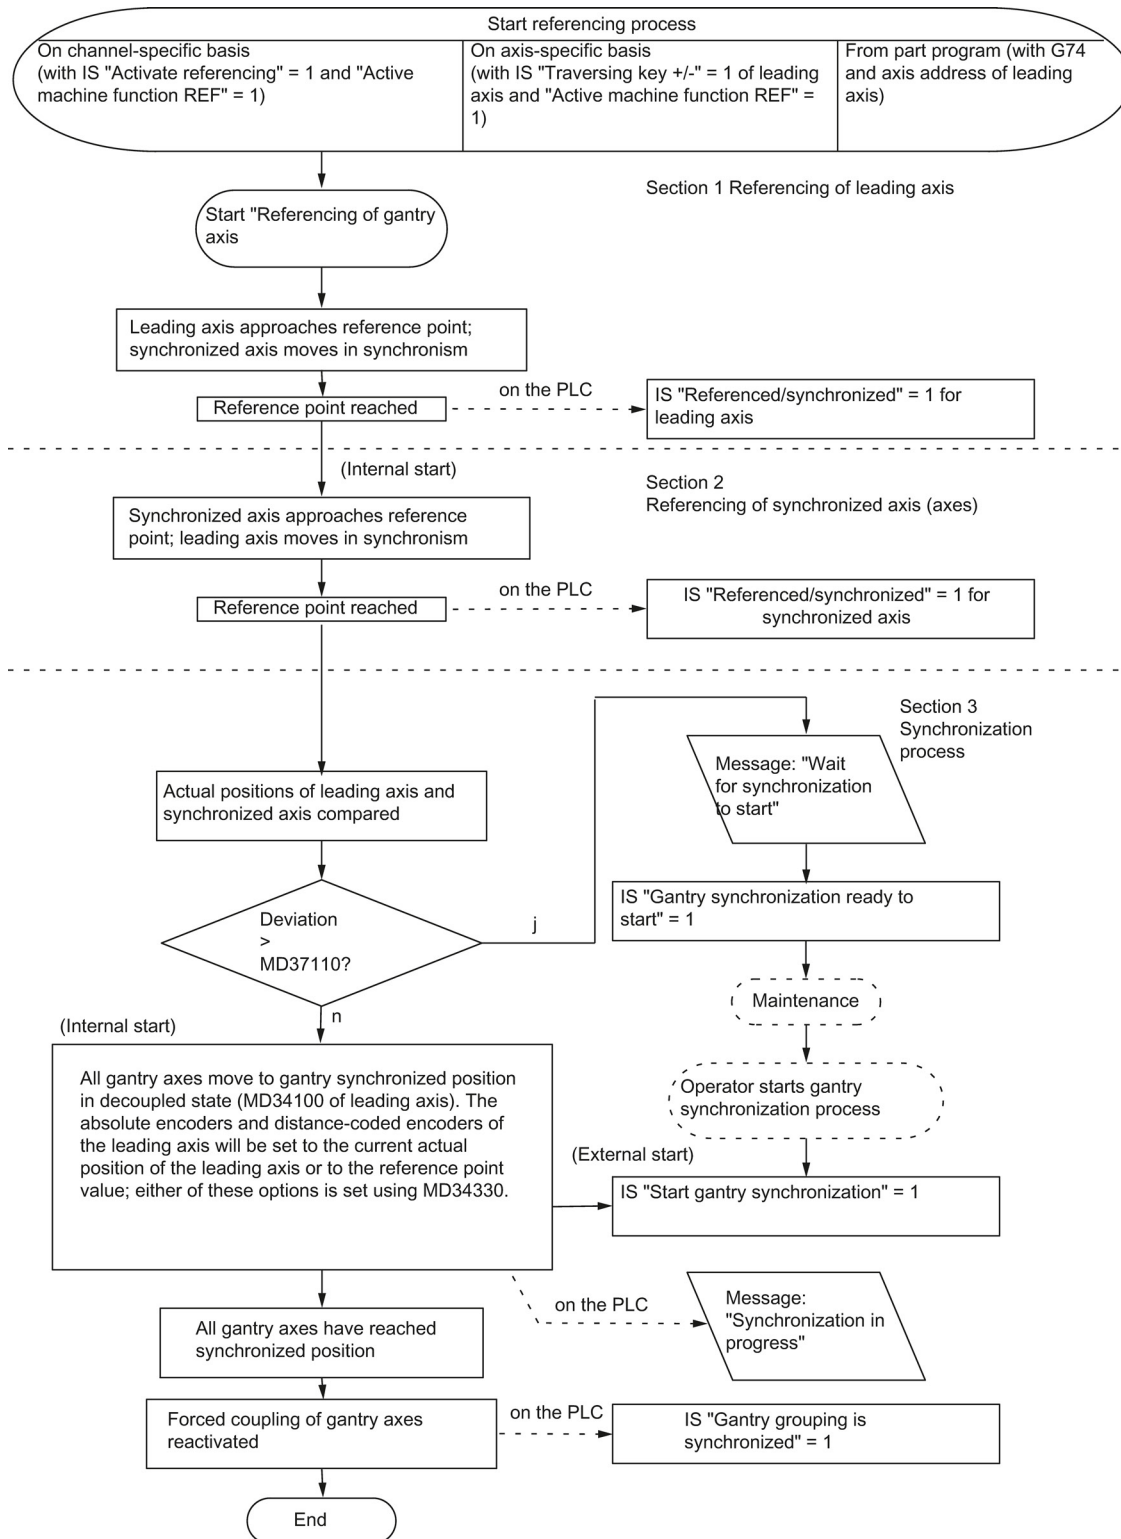 Start referencing process
On channel-specific basis
(with IS "Activate referencing" = 1 and "Active
machine function REF" = 1)
On axis-specific basis
(with IS "Traversing key +/-" = 1 of leading
axis and "Active machine function REF" =
1)
From part program (with G74
and axis address of leading
axis)
Section 1 Referencing of leading axis
Start "Referencing of gantry
axis
Leading axis approaches reference point;
synchronized axis moves in synchronism
Reference point reached
on the PLC
IS "Referenced/synchronized" = 1 for
leading axis
(Internal start)
Section 2
Referencing of synchronized axis (axes)
Synchronized axis approaches reference
point; leading axis moves in synchronism
Reference point reached
on the PLC
IS "Referenced/synchronized" = 1 for
synchronized axis
Section 3
Synchronization
process
Message: "Wait
for synchronization
to start"
Actual positions of leading axis and
synchronized axis compared
Deviation
>
MD37110?
j
n
IS "Gantry synchronization ready to
start" = 1
Maintenance
Operator starts gantry
synchronization process
(Internal start)
All gantry axes move to gantry synchronized position
in decoupled state (MD34100 of leading axis). The
absolute encoders and distance-coded encoders of
the leading axis will be set to the current actual
position of the leading axis or to the reference point
value; either of these options is set using MD34330.
(External start)
IS "Start gantry synchronization" = 1
on the PLC
Message:
"Synchronization in
progress"
All gantry axes have reached
synchronized position
Forced coupling of gantry axes
reactivated
on the PLC
IS "Gantry grouping is
synchronized" = 1
End